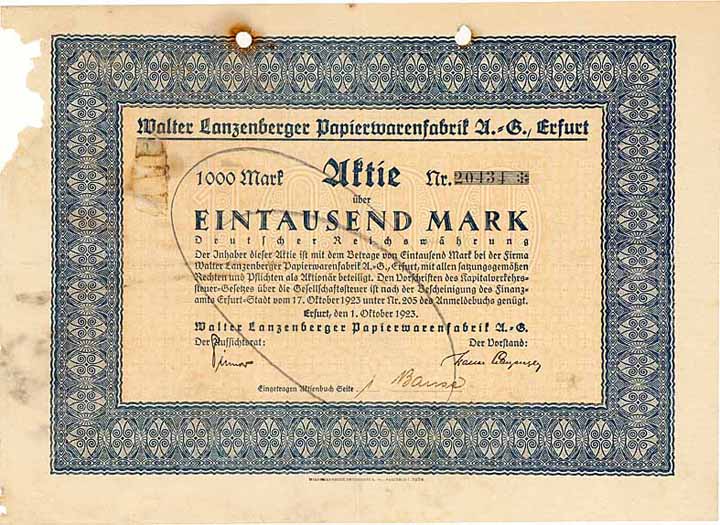 Walter Lanzenberger Papierwarenfabrik A.-G., Erfurt
1000 Mark Aktie Nr. 20434 *
über
EINTAUSEND MARK
Deutscher Reichswährung
Der Inhaber dieser Aktie ist mit dem Betrage von Eintausend Mark bei der Firma
Walter Lanzenberger Papierwarenfabrik A.-G., Erfurt, mit allen satzungsgemäßen
Rechten und Pflichten als Aktionär beteiligt. Den Vorschriften des Kapitalverkehrs-
steuer-Gesetzes über die Gesellschaftssteuer ist nach der Bescheinigung des Finanz-
amts Erfurt-Stadt vom 17. Oktober 1923 unter Nr. 205 des Anmeldebuchs genügt.
Erfurt, den 1. Oktober 1923.
Walter Lanzenberger Papierwarenfabrik A.-G.
Der Aufsichtsrat: Der Vorstand:
Eingetragen Aktienbuch Seite